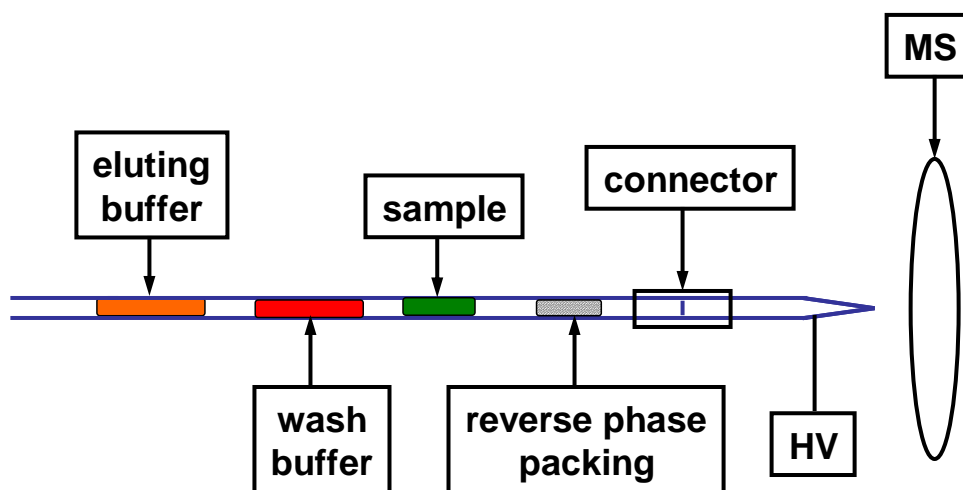 MS
eluting
buffer
sample
connector
wash
buffer
reverse phase
packing
HV